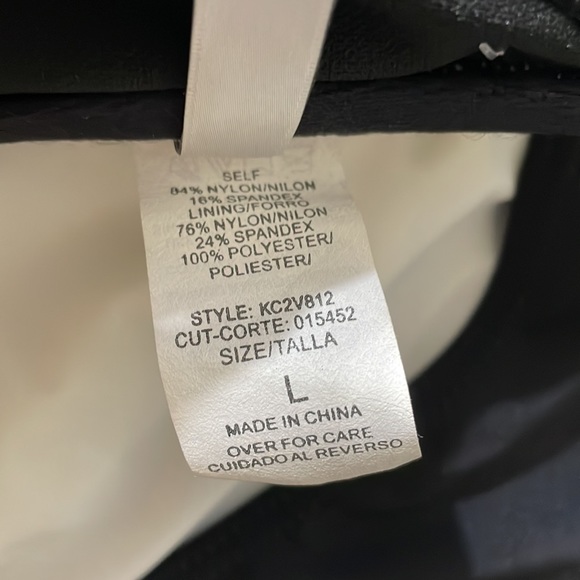 SELF
84% NYLON/NILON
16% SPANDEX
LINING/FORRO
76% NYLON/NILON
24% SPANDEX
100% POLYESTER/
POLIESTER/
STYLE: KC2V812
CUT-CORTE: 015452
SIZE/TALLA
L
MADE IN CHINA
OVER FOR CARE
CUIDADO AL REVERSO